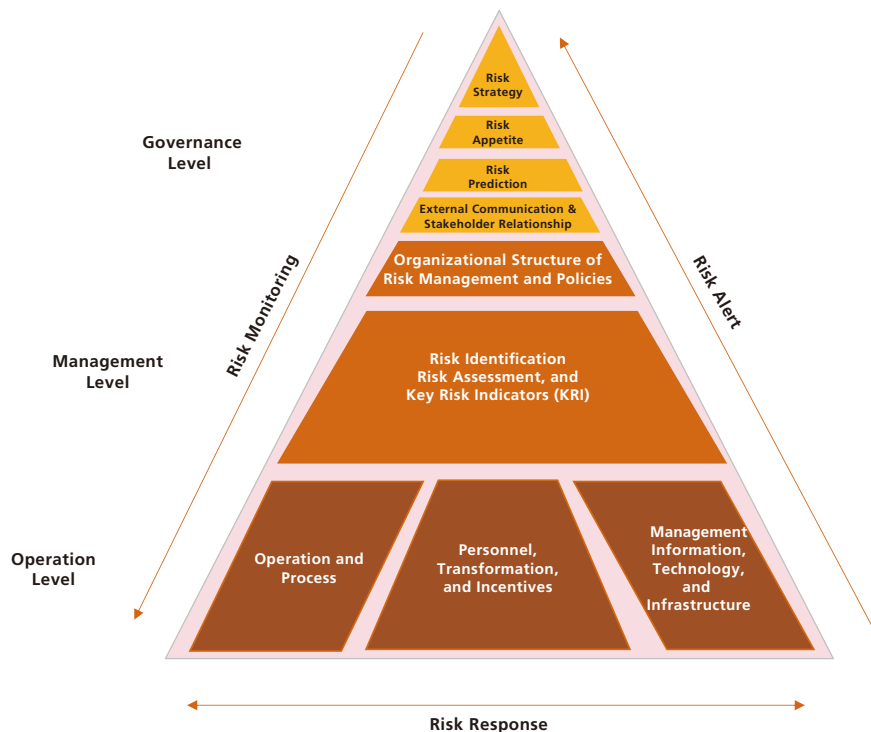 Risk
Strategy
Governance
Level
Risk
Appetite
Risk
Prediction
External Communication &
Stakeholder Relationship
Organizational Structure of
Risk Management and Policies
Risk Monitoring
Risk Alert
Management
Level
Risk Identification
Risk Assessment, and
Key Risk Indicators (KRI)
Operation
Level
Operation and
Process
Personnel,
Transformation,
and Incentives
Management
Information,
Technology,
and
Infrastructure
Risk Response